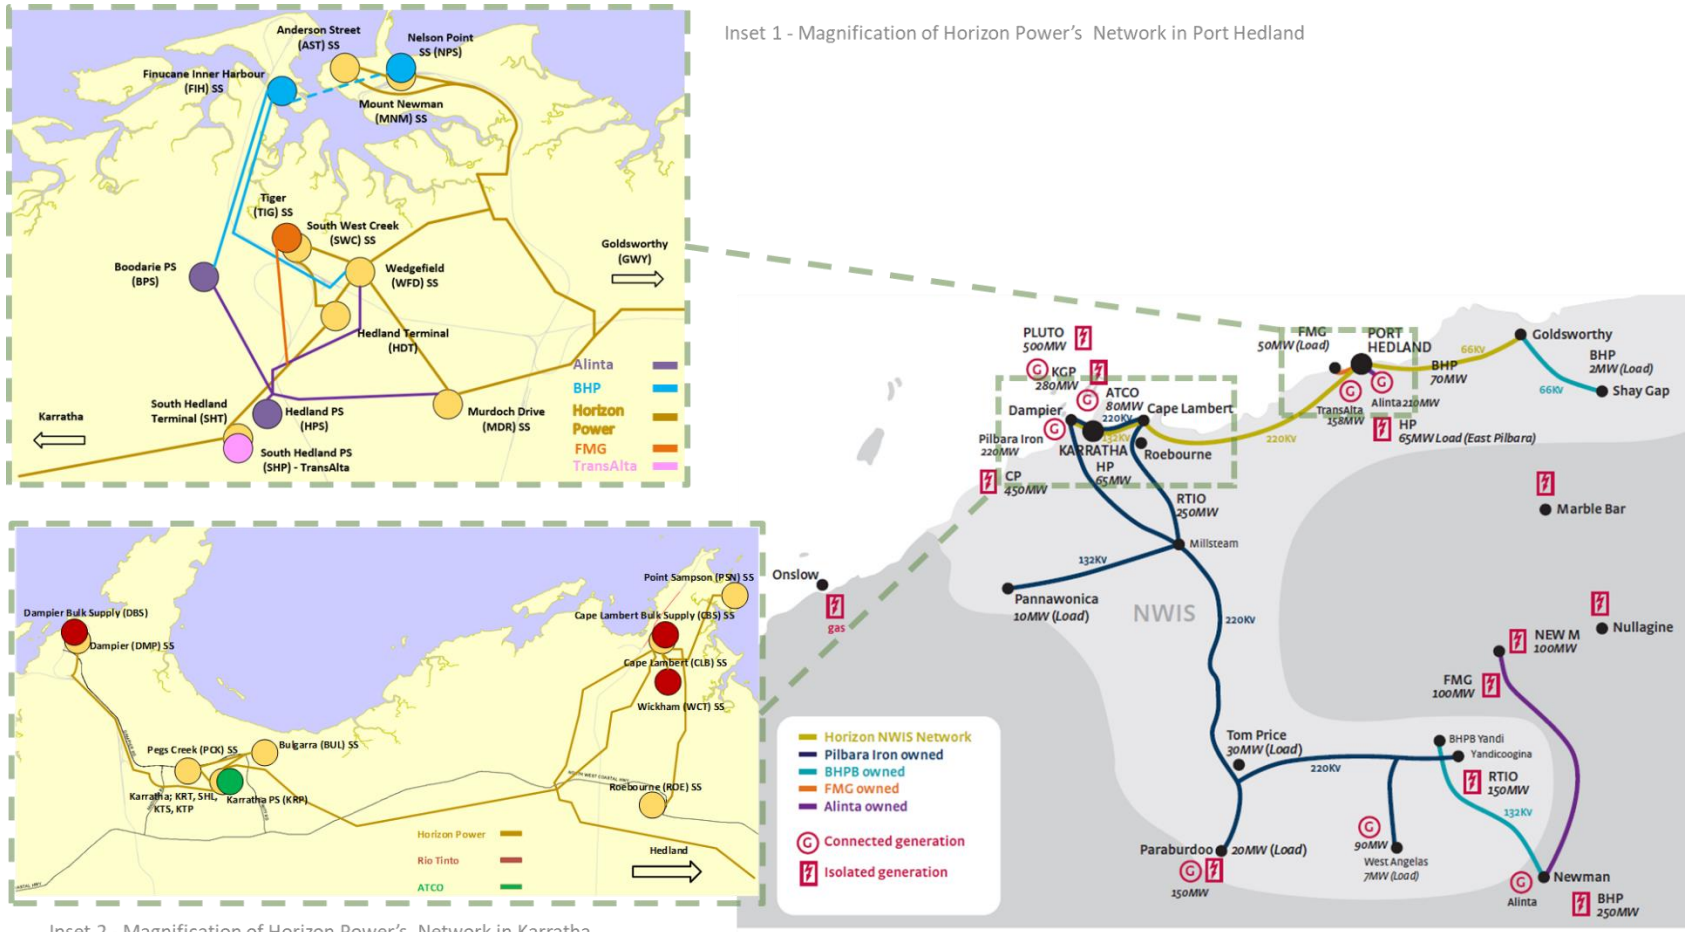 Inset 1 - Magnification of Horizon Power's Network in Port Hedland
Anderson Street
(AST) SS
Nelson Point
SS (NPS)
Finucane Inner Harbour
(FIH) SS
Mount Newman
(MNM) SS
Tiger
(TIG) SS
South West Creek
(SWC) SS
Goldsworthy
(GWY)
Boodarie PS
(BPS)
Wedgefield
(WFD) SS
Hedland Terminal
(HDT)
Alinta
BHP
Horizon
Power
FMG
TransAlta
South Hedland
Terminal (SHT)
Hedland PS
(HPS)
Murdoch Drive
(MDR) SS
Karratha
South Hedland PS
(SHP) - TransAlta
Point Sampson (PSN) SS
Dampier Bulk Supply (DBS)
Cape Lambert Bulk Supply (CBS) SS
Dampier (DMP) SS
Cape Lambert (CLB) SS
Wickham (WCT) SS
Pegs Creek (PCK) SS
Bulgarra (BUL) SS
Roebourne (ROE) SS
Karratha; KRT, SHL,
KTS, KTP
Karratha PS (KRP)
Horizon Power
Rio Tinto
ATCO
Hedland
Inset 2 - Magnification of Horizon Power's Network in Karratha
PLUTO
500MW
G KGP
280MW
G ATCO
80MW
Dampier
G
220Kv
Cape Lambert
132Kv
Pilbara Iron
220MW
KARRATHA
HP
65MW
Roebourne
CP
450MW
RTIO
250MW
220Kv
FMG
50MW (Load)
PORT
HEDLAND
66Kv
Goldsworthy
BHP
70MW
BHP
2MW (Load)
66Kv
Shay Gap
G
TransAlta
158MW
G
Alinta 210MW
HP
65MW Load (East Pilbara)
Marble Bar
Millsteam
132Kv
Onslow
gas
Pannawonica
10MW (Load)
NWIS
220Kv
Nullagine
NEW M
100MW
FMG
100MW
Horizon NWIS Network
Pilbara Iron owned
BHPB owned
FMG owned
Alinta owned
G Connected generation
Isolated generation
Tom Price
30MW (Load)
220Kv
BHPB Yandi
Yandicoogina
RTIO
150MW
132Kv
Paraburdoo 20MW (Load)
G
150MW
G
90MW
West Angelas
7MW (Load)
G
Alinta
Newman
BHP
250MW